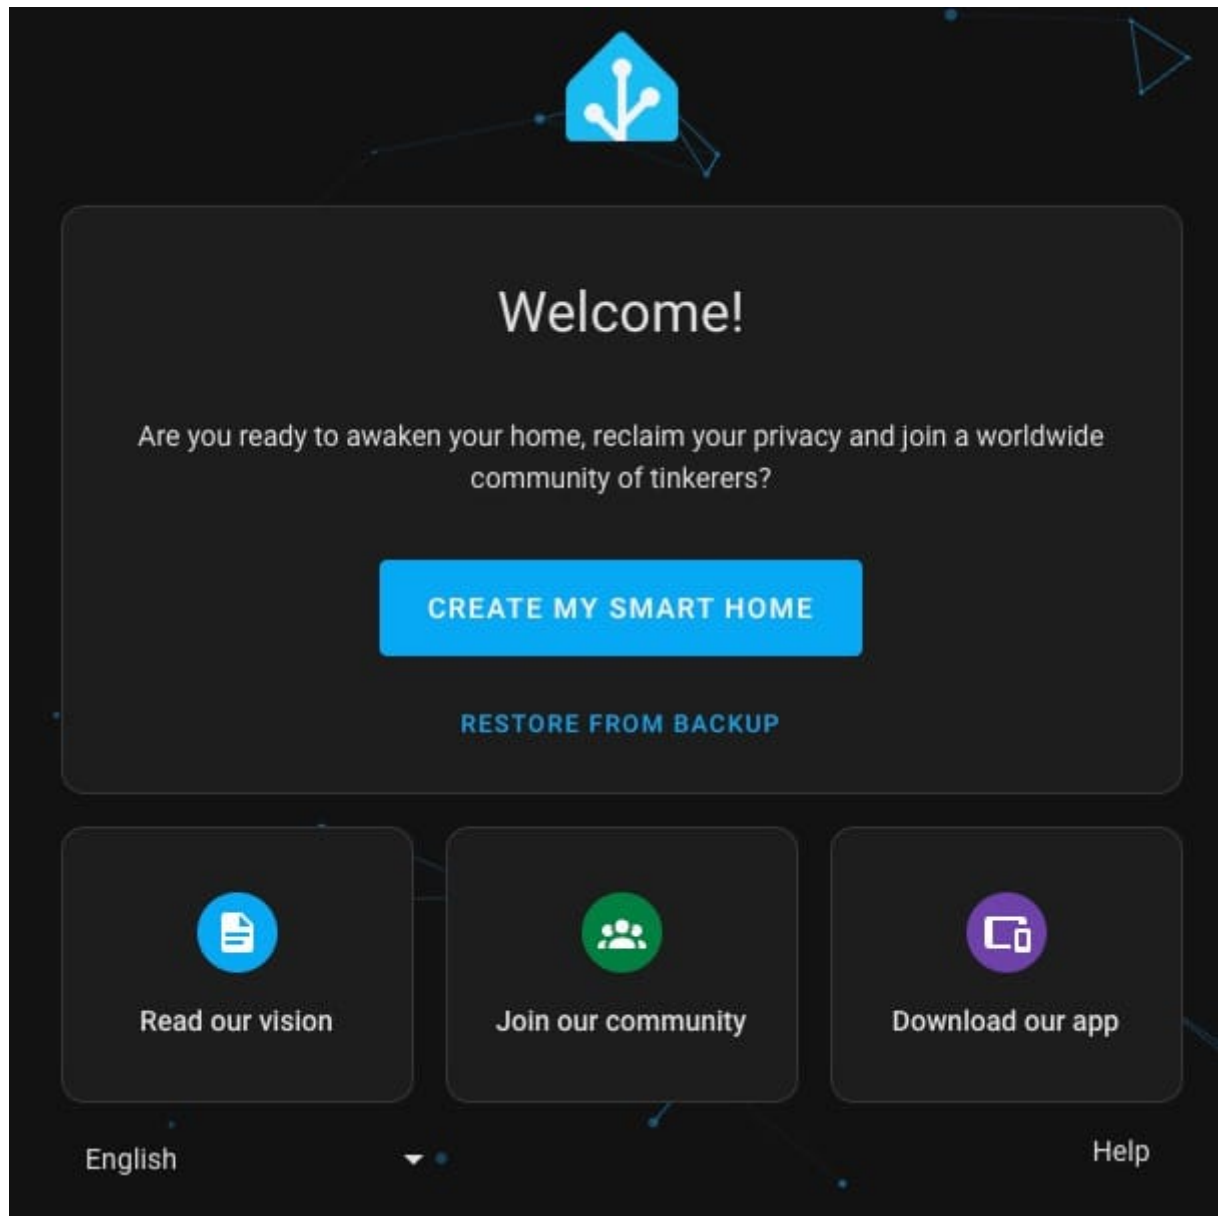 Welcome!
Are you ready to awaken your home, reclaim your privacy and join a worldwide
community of tinkerers?
CREATE MY SMART HOME
RESTORE FROM BACKUP
Read our vision
Join our community
Download our app
English
Help